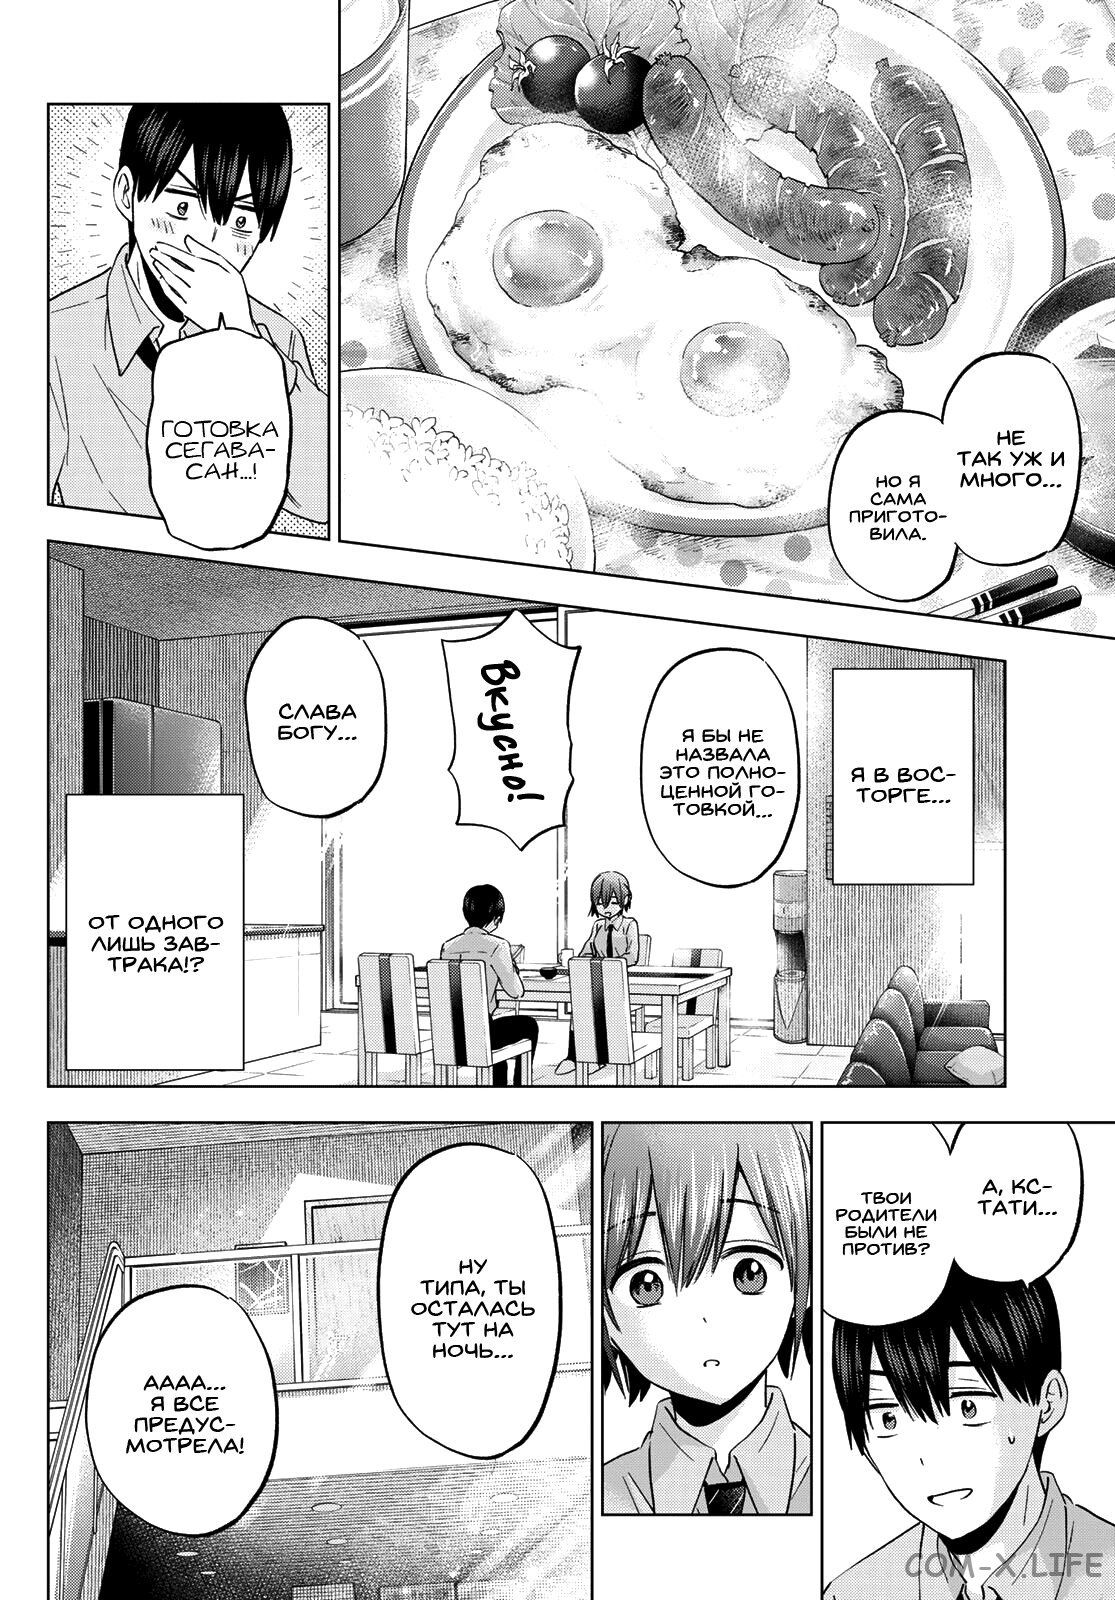 НЕ
ТАК УЖ И
МНОГО...
НО Я
САМА
ПРИГОТО-
ВИЛА.
ГОТОВКА
СЕГАВА-
САН...!
Я В ВОС-
ТОРГЕ...
Я БЫ НЕ
НАЗВАЛА
ЭТО ПОЛНО-
ЦЕННОЙ ГО-
ТОВКОЙ...
Вкусно!
СЛАВА
БОГУ...
ОТ ОДНОГО
ЛИШЬ ЗАВ-
ТРАКА!?
А, КС-
ТАТИ...
ТВОИ
РОДИТЕЛИ
БЫЛИ НЕ
ПРОТИВ?
НУ
ТИПА, ТЫ
ОСТАЛАСЬ
ТУТ НА
НОЧЬ...
АААА...
Я ВСЕ
ПРЕДУС-
МОТРЕЛА!
COM-X.LIFE